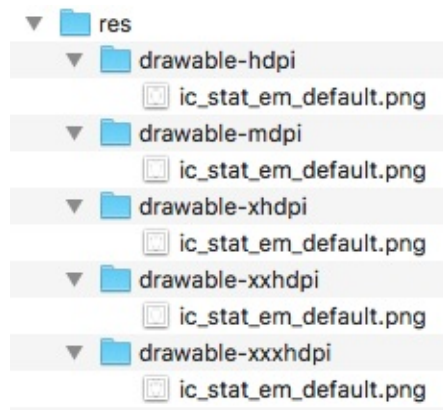 res
drawable-hdpi
ic_stat_em_default.png
drawable-mdpi
ic_stat_em_default.png
drawable-xhdpi
ic_stat_em_default.png
drawable-xxhdpi
ic_stat_em_default.png
drawable-xxxhdpi
ic_stat_em_default.png